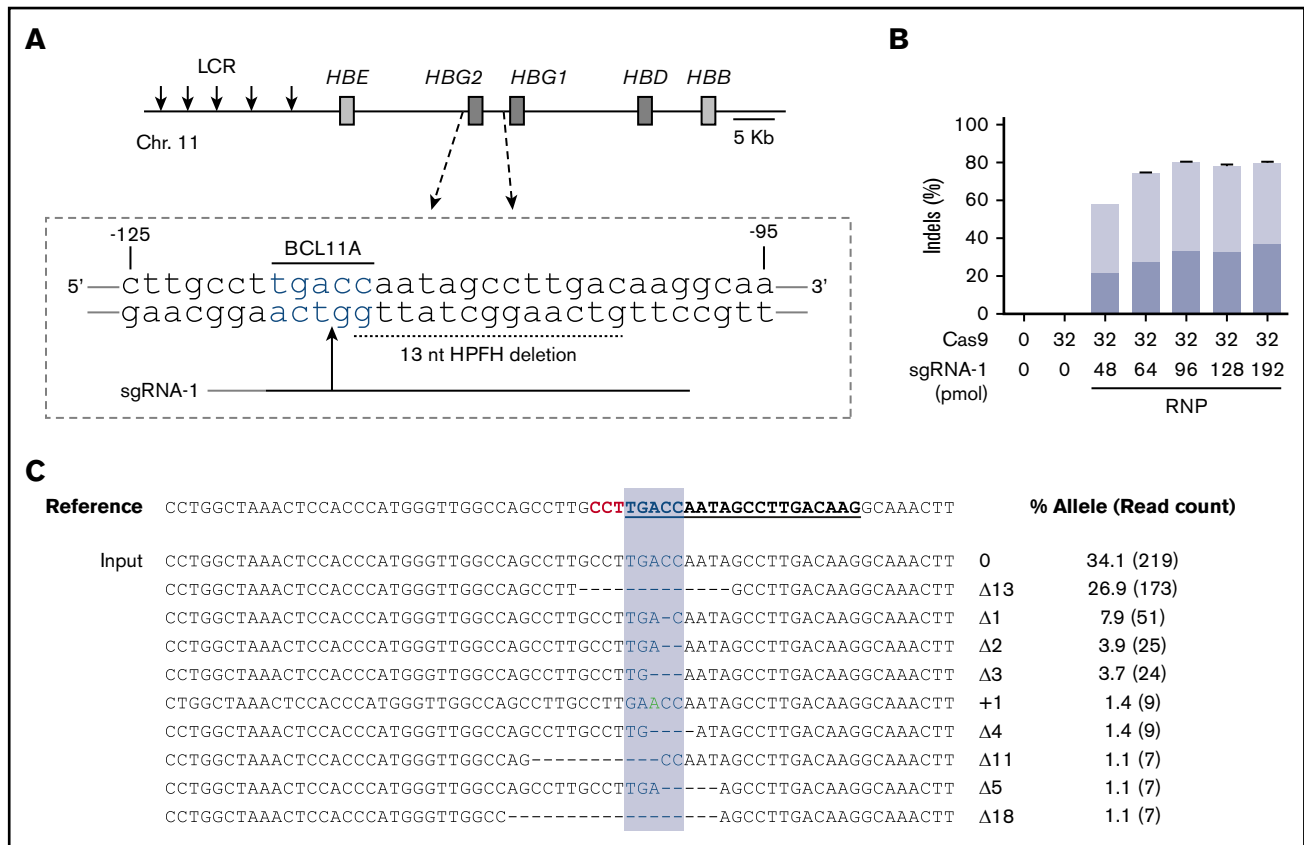 A
LCR
HBE
HBG2
HBG1
HBD
HBB
Chr. 11
5 Kb
-125
-95
BCL11A
5’ cttgccttgaccaatagccttgacaaggcaa 3’
gaacggaactggttatcggaactgttccgtt
13 nt HPFH deletion
sgRNA-1
B
Indels (%)
100
80
60
40
20
0
Cas9 0 32 32 32 32 32 32
sgRNA-1 0 0 48 64 96 128 192
(pmol)
RNP
C
Reference CCTGGCTAAACTCCACCCATGGGTTGGCCAGCCTTGCCTTGACCAATAGCCTTGACAAGGCAAACTT % Allele (Read count)
Input CCTGGCTAAACTCCACCCATGGGTTGGCCAGCCTTGCCTTGACCAATAGCCTTGACAAGGCAAACTT 0 34.1 (219)
CCTGGCTAAACTCCACCCATGGGTTGGCCAGCCTT-------------GCCTTGACAAGGCAAACTT Δ13 26.9 (173)
CCTGGCTAAACTCCACCCATGGGTTGGCCAGCCTTGCCTTGA-CAATAGCCTTGACAAGGCAAACTT Δ1 7.9 (51)
CCTGGCTAAACTCCACCCATGGGTTGGCCAGCCTTGCCTTGA--AATAGCCTTGACAAGGCAAACTT Δ2 3.9 (25)
CCTGGCTAAACTCCACCCATGGGTTGGCCAGCCTTGCCTTG---AATAGCCTTGACAAGGCAAACTT Δ3 3.7 (24)
CTGGCTAAACTCCACCCATGGGTTGGCCAGCCTTGCCTTGAACCAATAGCCTTGACAAGGCAAACTT +1 1.4 (9)
CCTGGCTAAACTCCACCCATGGGTTGGCCAGCCTTGCCTTG----ATAGCCTTGACAAGGCAAACTT Δ4 1.4 (9)
CCTGGCTAAACTCCACCCATGGGTTGGCCAG-----------CCAATAGCCTTGACAAGGCAAACTT Δ11 1.1 (7)
CCTGGCTAAACTCCACCCATGGGTTGGCCAGCCTTGCCTTGA-----TAGCCTTGACAAGGCAAACTT Δ5 1.1 (7)
CCTGGCTAAACTCCACCCATGGGTTGGCC------------------AGCCTTGACAAGGCAAACTT Δ18 1.1 (7)